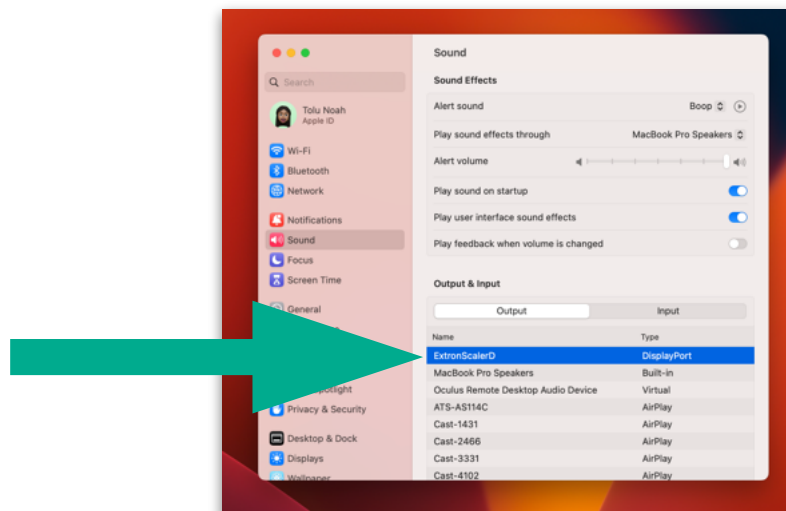 Sound
Search
Sound Effects
Tolu Noah
Apple ID
Alert sound Boop
Play sound effects through MacBook Pro Speakers
Wi-Fi
Alert volume
Bluetooth
Network
Play sound on startup
Notifications
Play user interface sound effects
Sound
Play feedback when volume is changed
Focus
Screen Time
Output & Input
General
Output Input
Name Type
ExtronScalerD DisplayPort
MacBook Pro Speakers Built-in
Oculus Remote Desktop Audio Device Virtual
Privacy & Security
ATS-AS114C AirPlay
Cast-1431 AirPlay
Desktop & Dock
Cast-2466 AirPlay
Displays
Cast-3331 AirPlay
Wallpaper
Cast-4102 AirPlay